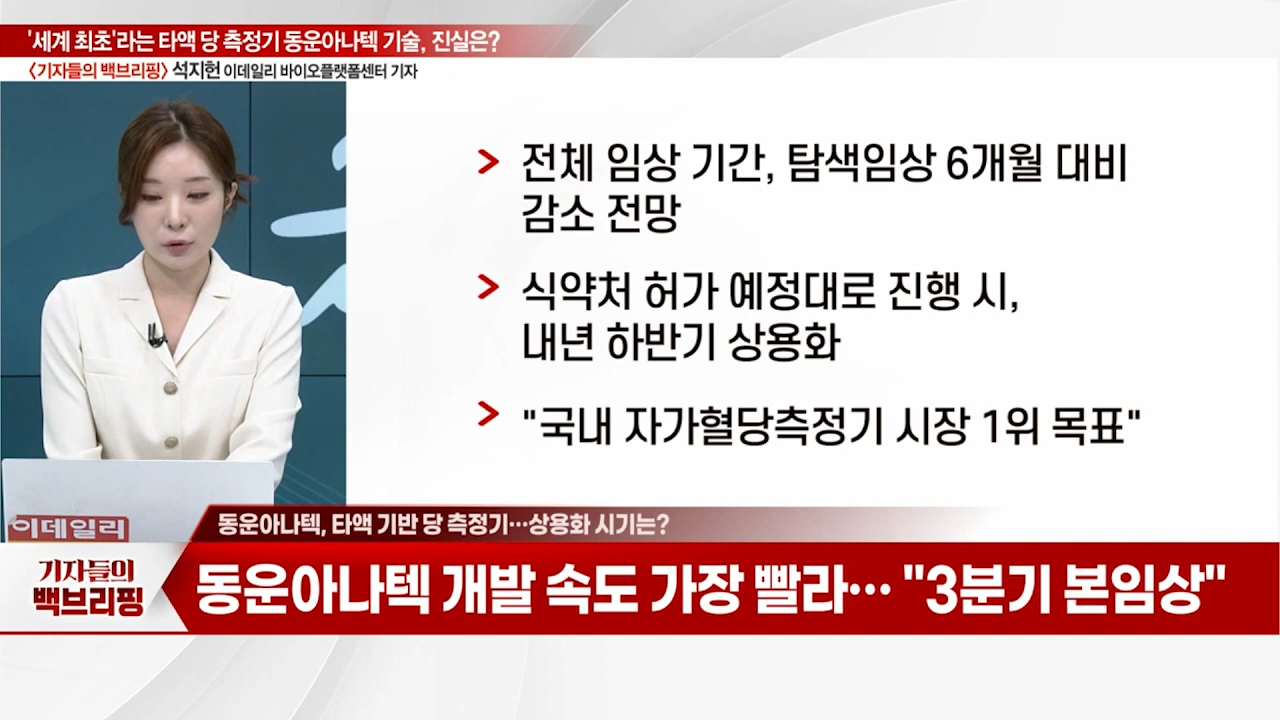 '세계 최초'라는 타액 당 측정기 동운아나텍 기술, 진실은?
<기자들의 백브리핑> 석지헌 이데일리 바이오플랫폼센터 기자
전체 임상 기간, 탐색임상 6개월 대비
감소 전망
식약처 허가 예정대로 진행 시,
내년 하반기 상용화
"국내 자가혈당측정기 시장 1위 목표"
이데일리
동운아나텍, 타액 기반 당 측정기…상용화 시기는?
기자들의
백브리핑
동운아나텍 개발 속도 가장 빨라… "3분기 본임상"